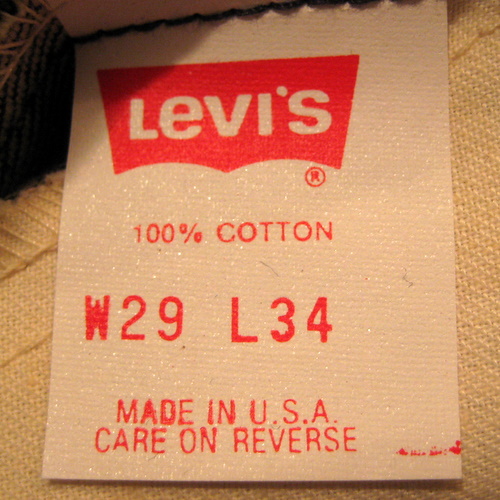 LEVI'S
®
100% COTTON
W29 L34
MADE IN U.S.A.
CARE ON REVERSE